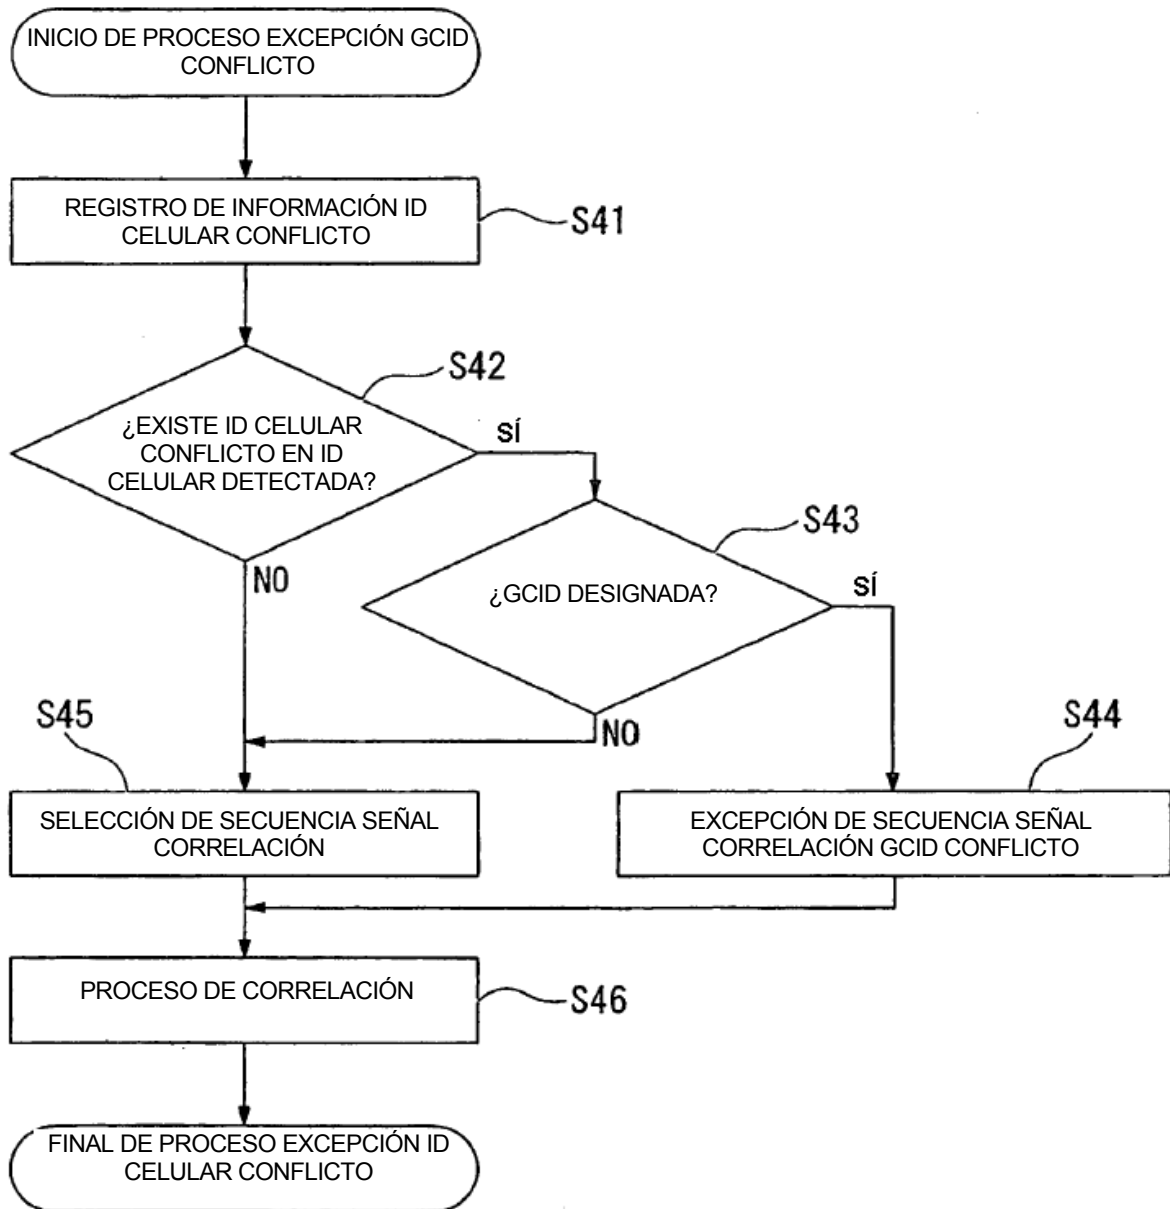 INICIO DE PROCESO EXCEPCIÓN GCID
CONFLICTO
REGISTRO DE INFORMACIÓN ID
CELULAR CONFLICTO
S41
S42
¿EXISTE ID CELULAR
CONFLICTO EN ID
CELULAR DETECTADA?
SÍ
NO
S43
¿GCID DESIGNADA?
SÍ
NO
S45
S44
SELECCIÓN DE SECUENCIA SEÑAL
CORRELACIÓN
EXCEPCIÓN DE SECUENCIA SEÑAL
CORRELACIÓN GCID CONFLICTO
PROCESO DE CORRELACIÓN
S46
FINAL DE PROCESO EXCEPCIÓN ID
CELULAR CONFLICTO